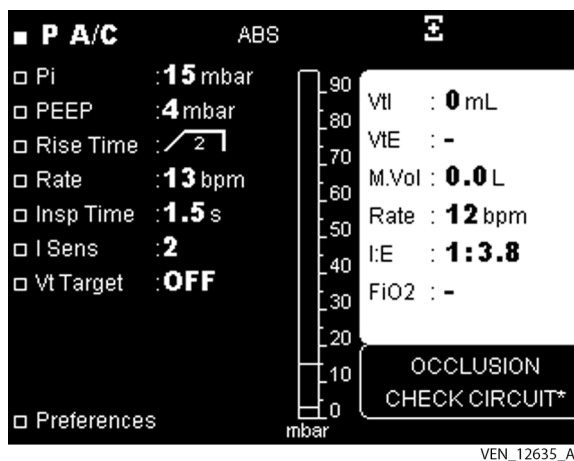 P A/C ABS
Pi :15 mbar
PEEP :4 mbar
Rise Time : 2
Rate :13 bpm
Insp Time :1.5 s
I Sens :2
Vt Target :OFF
Preferences
90
80
70
60
50
40
30
20
10
0
mbar
VtI : 0 mL
VtE : -
M.Vol : 0.0 L
Rate : 12 bpm
I:E : 1:3.8
FiO2 : -
OCCLUSION
CHECK CIRCUIT*
VEN_12635_A